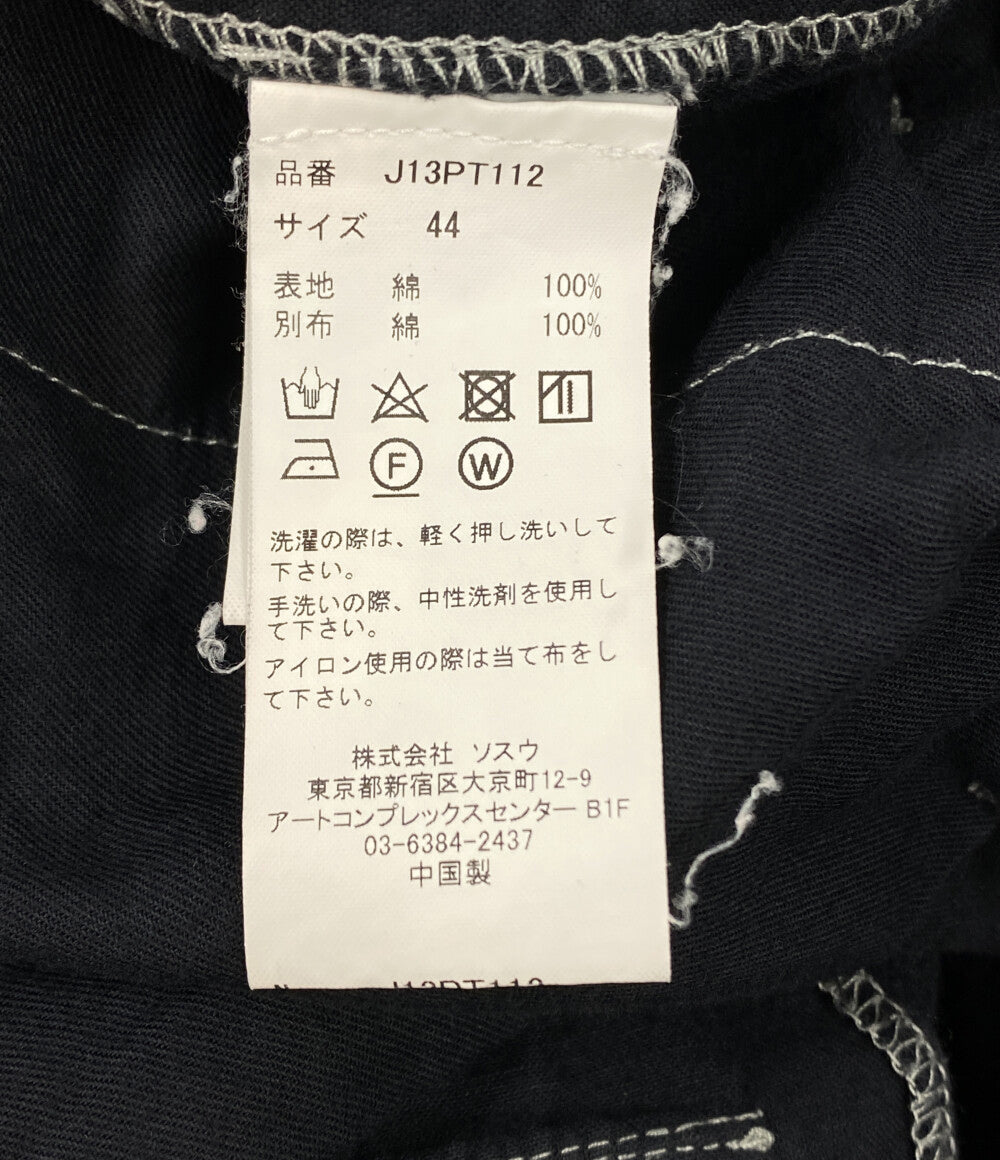 品番 J13PT112
サイズ 44
表地 綿 100%
別布 綿 100%
F W
洗濯の際は、軽く押し洗いして
下さい。
手洗いの際、中性洗剤を使用し
て下さい。
アイロン使用の際は当て布をし
て下さい。
株式会社 ソスウ
東京都新宿区大京町12-9
アートコンプレックスセンター B1F
03-6384-2437
中国製
J13PT112